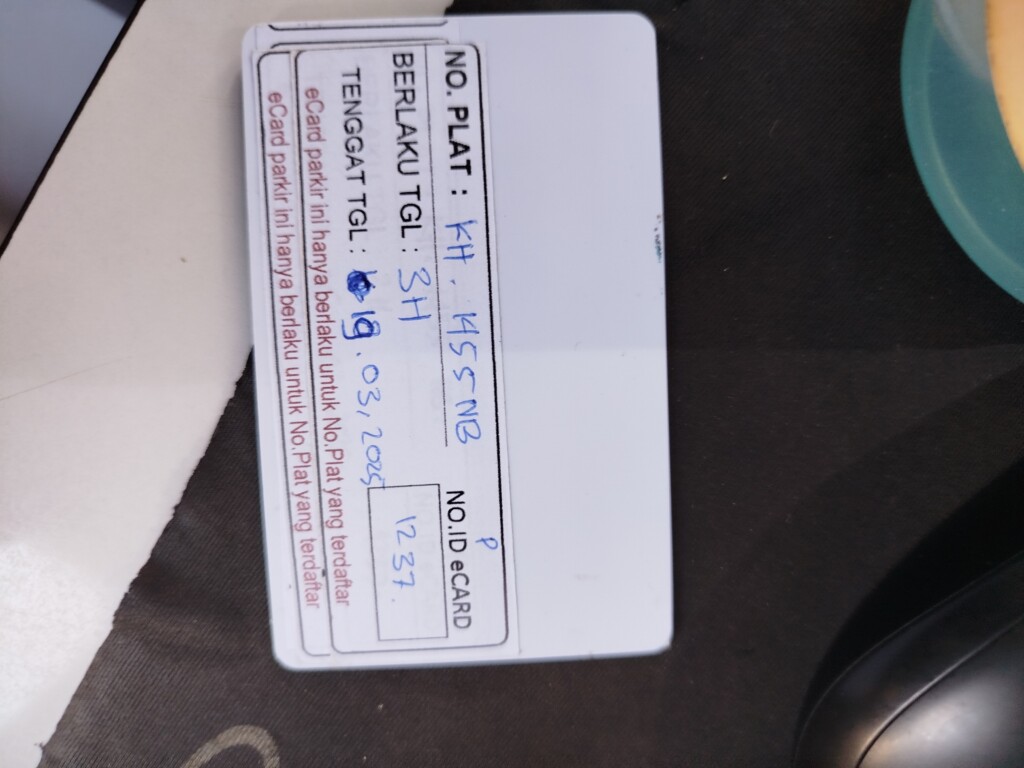 NO. PLAT : KH . 1455 NB
BERLAKU TGL : 3H
TENGGAT TGL : 19 . 03, 2025
P
NO.ID eCARD
1237.
eCard parkir ini hanya berlaku untuk No.Plat yang terdaftar
eCard parkir ini hanya berlaku untuk No.Plat yang terdaftar